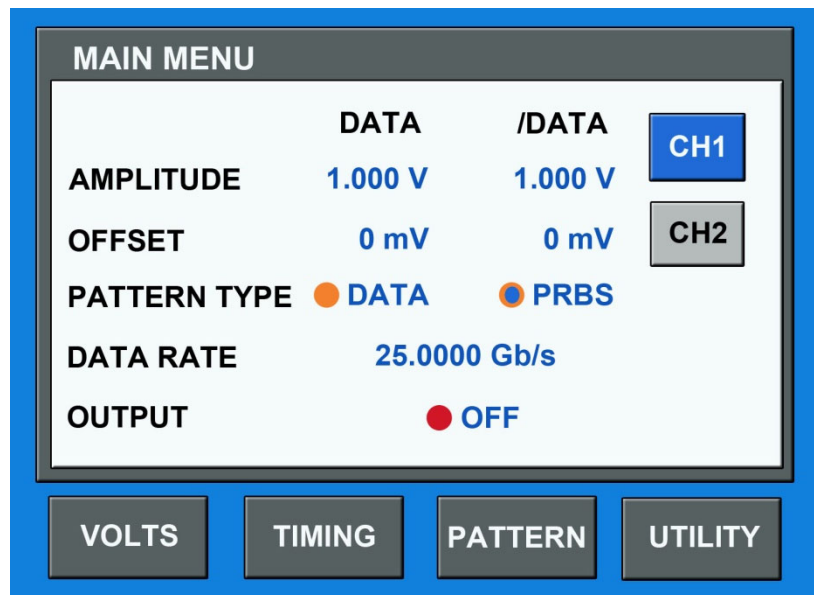 MAIN MENU
DATA /DATA CH1
AMPLITUDE 1.000 V 1.000 V
OFFSET 0 mV 0 mV CH2
PATTERN TYPE DATA PRBS
DATA RATE 25.0000 Gb/s
OUTPUT OFF
VOLTS TIMING PATTERN UTILITY